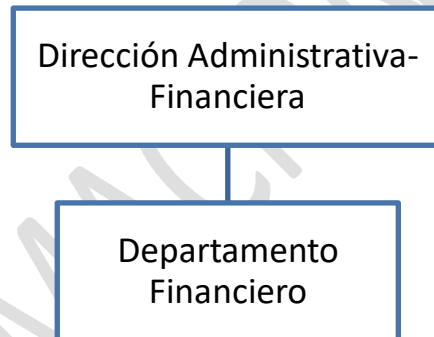 Dirección Administrativa-
Financiera
Departamento
Financiero